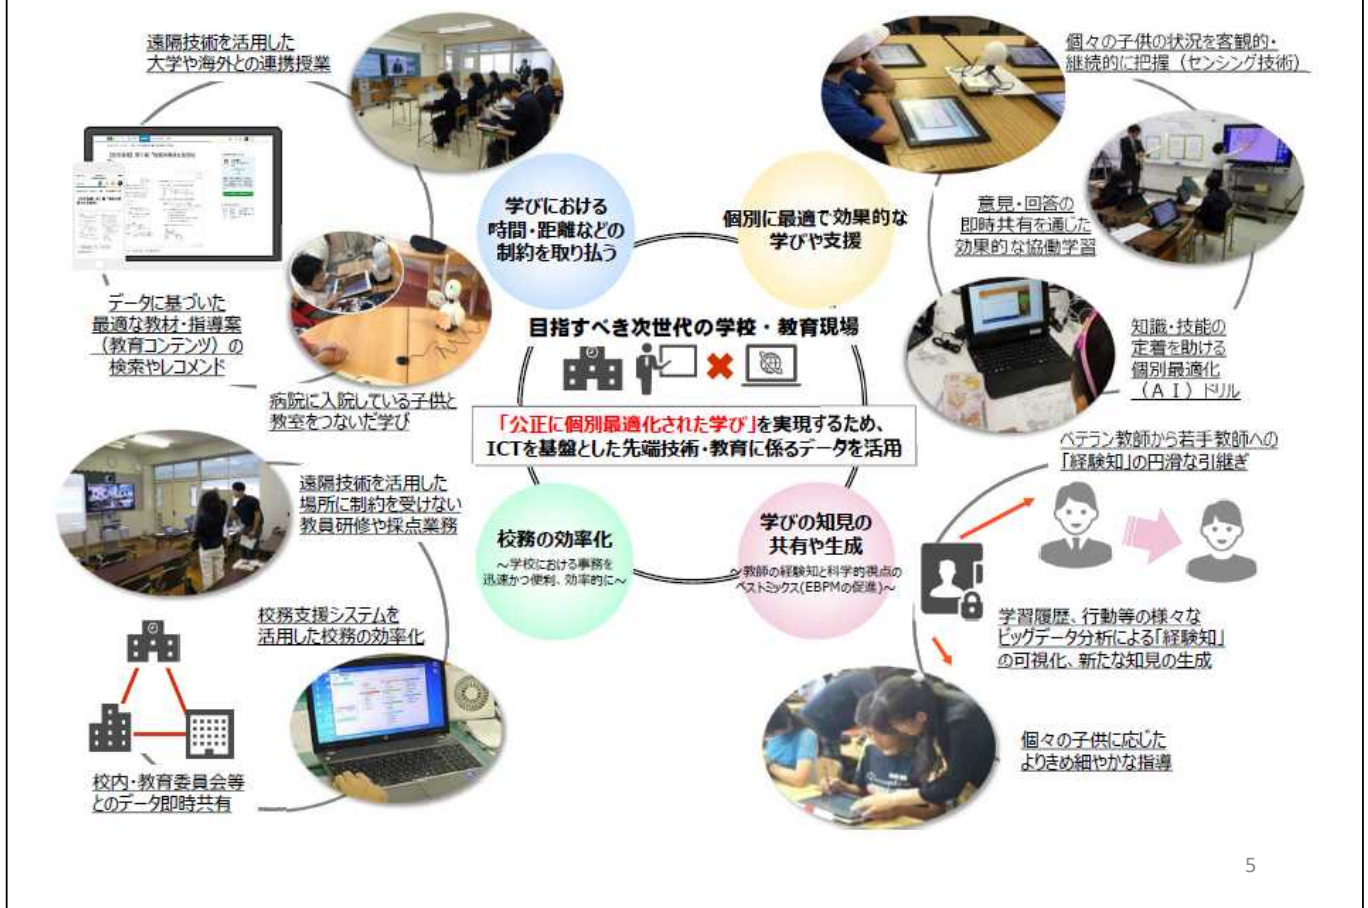 遠隔技術を活用した
大学や海外との連携授業
データに基づいた
最適な教材・指導案
（教育コンテンツ）の
検索やレコメンド
病院に入院している子供と
教室をつないだ学び
学びにおける
時間・距離などの
制約を取り払う
個別に最適で効果的な
学びや支援
個々の子供の状況を客観的・
継続的に把握（センシング技術）
意見・回答の
即時共有を通じた
効果的な協働学習
知識・技能の
定着を助ける
個別最適化
（ＡＩ）ドリル
目指すべき次世代の学校・教育現場
「公正に個別最適化された学び」を実現するため、
ICTを基盤とした先端技術・教育に係るデータを活用
遠隔技術を活用した
場所に制約を受けない
教員研修や採点業務
校務支援システムを
活用した校務の効率化
校内・教育委員会等
とのデータ即時共有
校務の効率化
～学校における事務を
迅速かつ便利、効率的に～
学びの知見の
共有や生成
～教師の経験知と科学的視点の
ベストミックス(EBPMの促進)～
ベテラン教師から若手教師への
「経験知」の円滑な引継ぎ
学習履歴、行動等の様々な
ビッグデータ分析による「経験知」
の可視化、新たな知見の生成
個々の子供に応じた
よりきめ細やかな指導
5